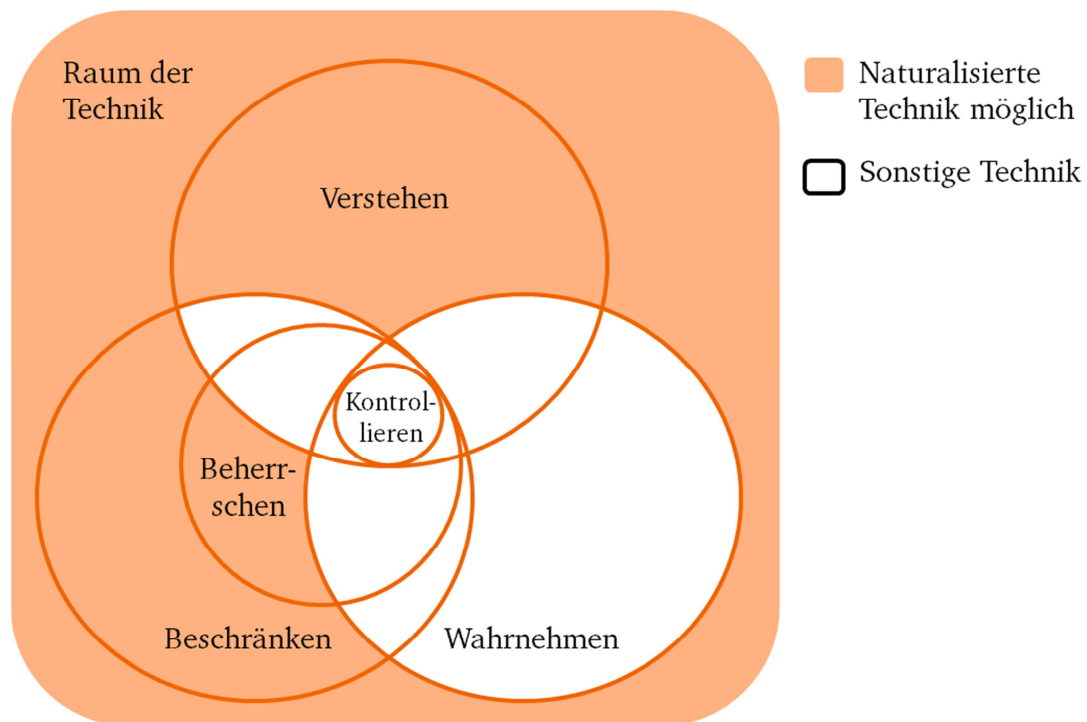 Raum der
Technik
Naturalisierte
Technik möglich
Sonstige Technik
Verstehen
Kontrol-
lieren
Beherr-
schen
Beschränken
Wahrnehmen